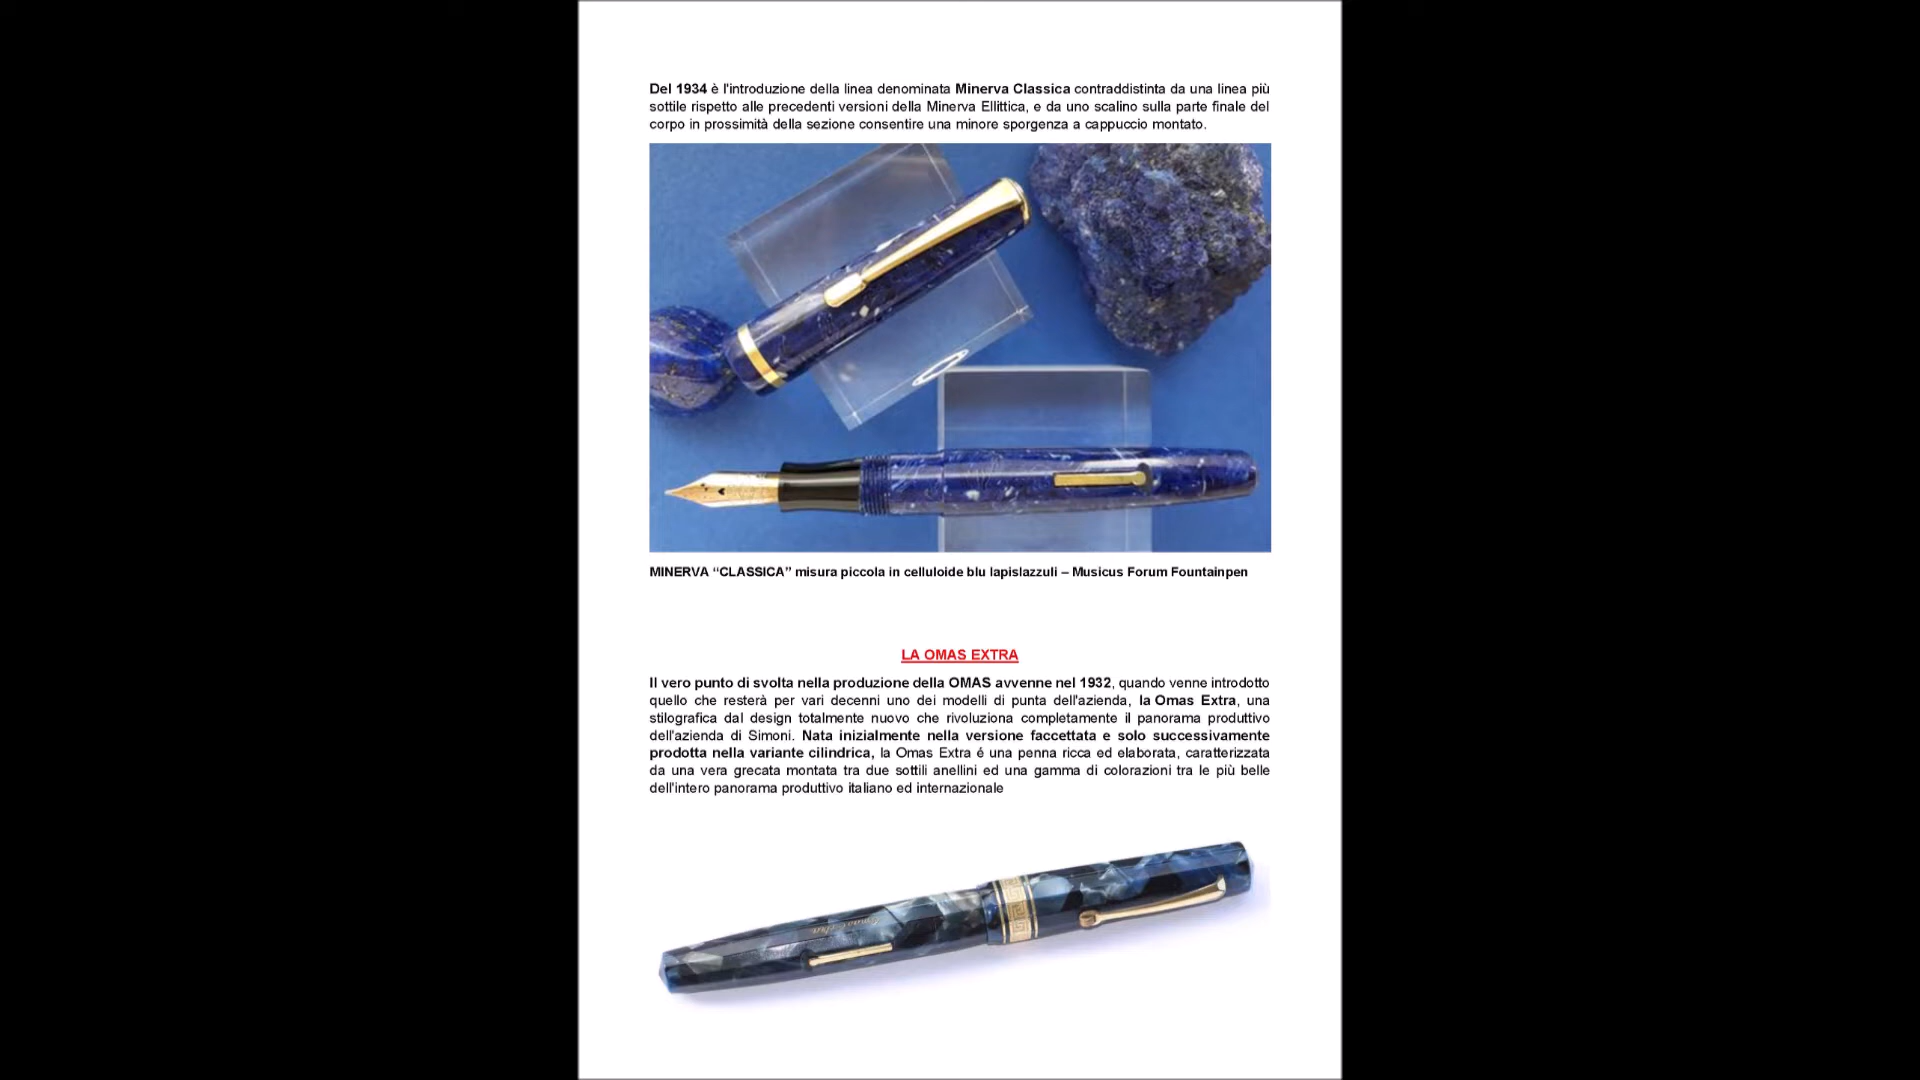 Del 1934 è l'introduzione della linea denominata Minerva Classica contraddistinta da una linea più
sottile rispetto alle precedenti versioni della Minerva Ellittica, e da uno scalino sulla parte finale del
corpo in prossimità della sezione consentire una minore sporgenza a cappuccio montato.
MINERVA “CLASSICA” misura piccola in celluloide blu lapislazzuli – Musicus Forum Fountainpen
LA OMAS EXTRA
Il vero punto di svolta nella produzione della OMAS avvenne nel 1932, quando venne introdotto
quello che resterà per vari decenni uno dei modelli di punta dell'azienda, la Omas Extra, una
stilografica dal design totalmente nuovo che rivoluziona completamente il panorama produttivo
dell'azienda di Simoni. Nata inizialmente nella versione faccettata e solo successivamente
prodotta nella variante cilindrica, la Omas Extra é una penna ricca ed elaborata, caratterizzata
da una vera grecata montata tra due sottili anellini ed una gamma di colorazioni tra le più belle
dell'intero panorama produttivo italiano ed internazionale